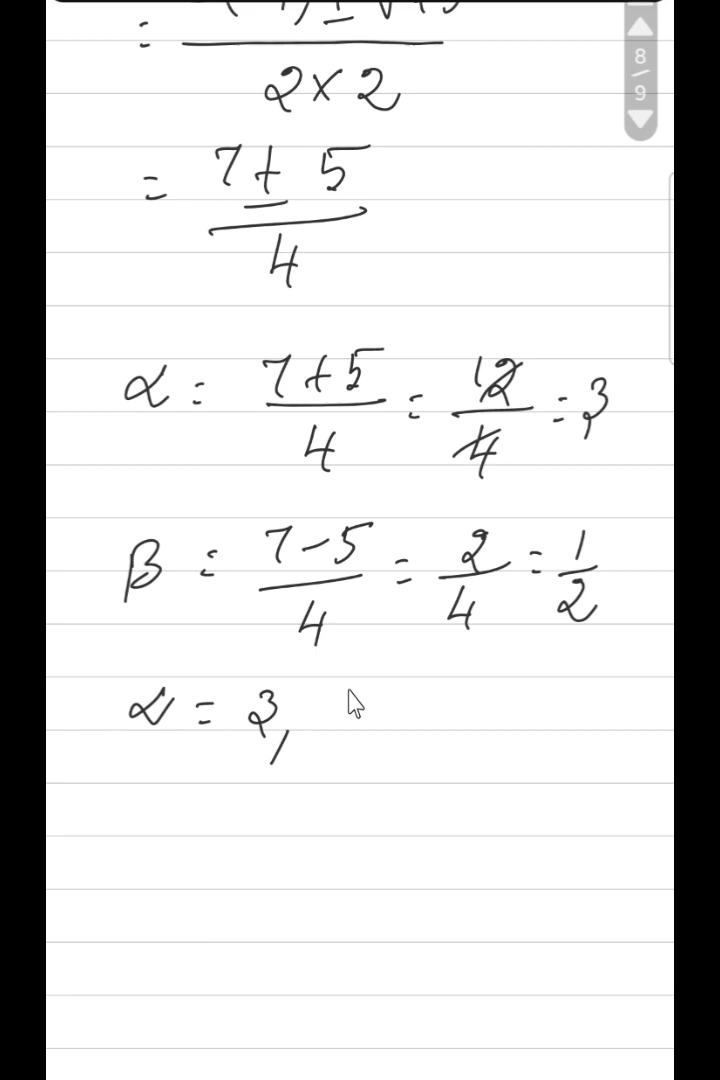 8/9
=
2 × 2
= 7 ± 5 / 4
α = 7+5 / 4 = 12 / 4 = 3
β = 7-5 / 4 = 2 / 4 = 1 / 2
α = 3,